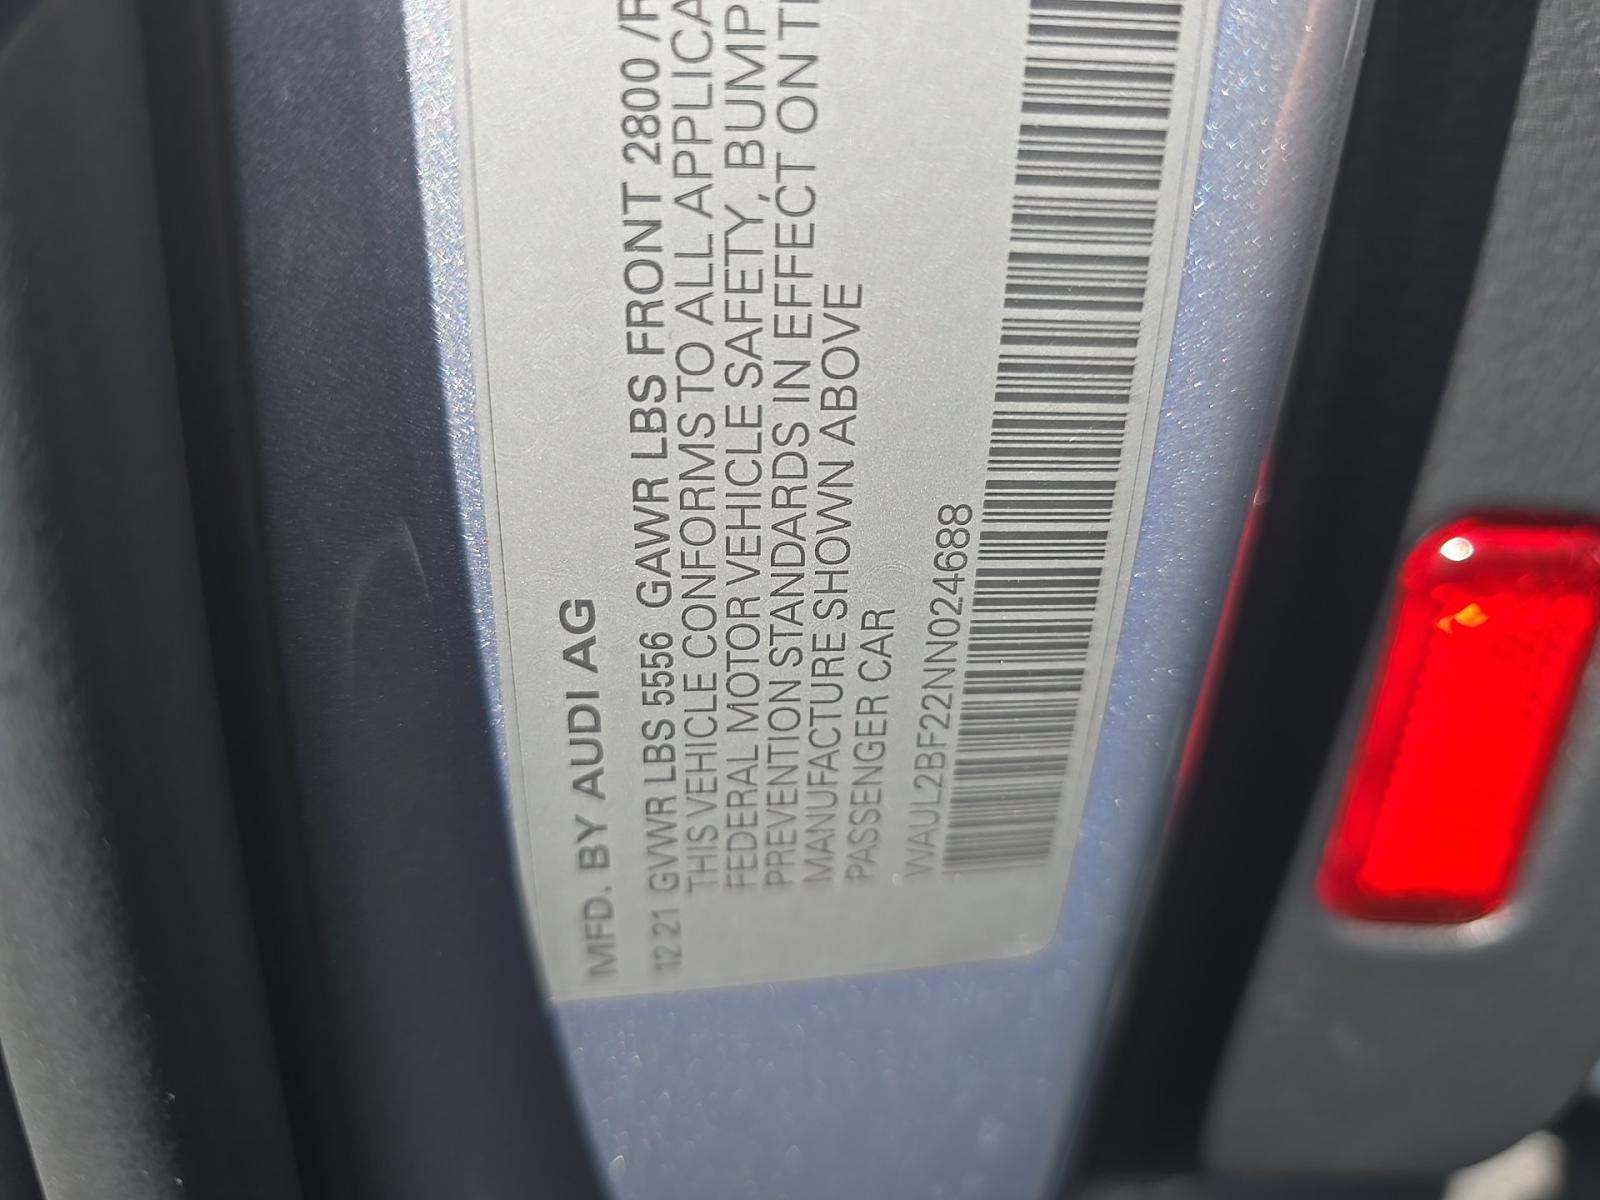 MFD. BY AUDI AG
12 21 GVWR LBS 5556 GAWR LBS FRONT 2800 /R
THIS VEHICLE CONFORMS TO ALL APPLICA
FEDERAL MOTOR VEHICLE SAFETY, BUMP
PREVENTION STANDARDS IN EFFECT ON T
MANUFACTURE SHOWN ABOVE
PASSENGER CAR
WAUL2BF22NN024688